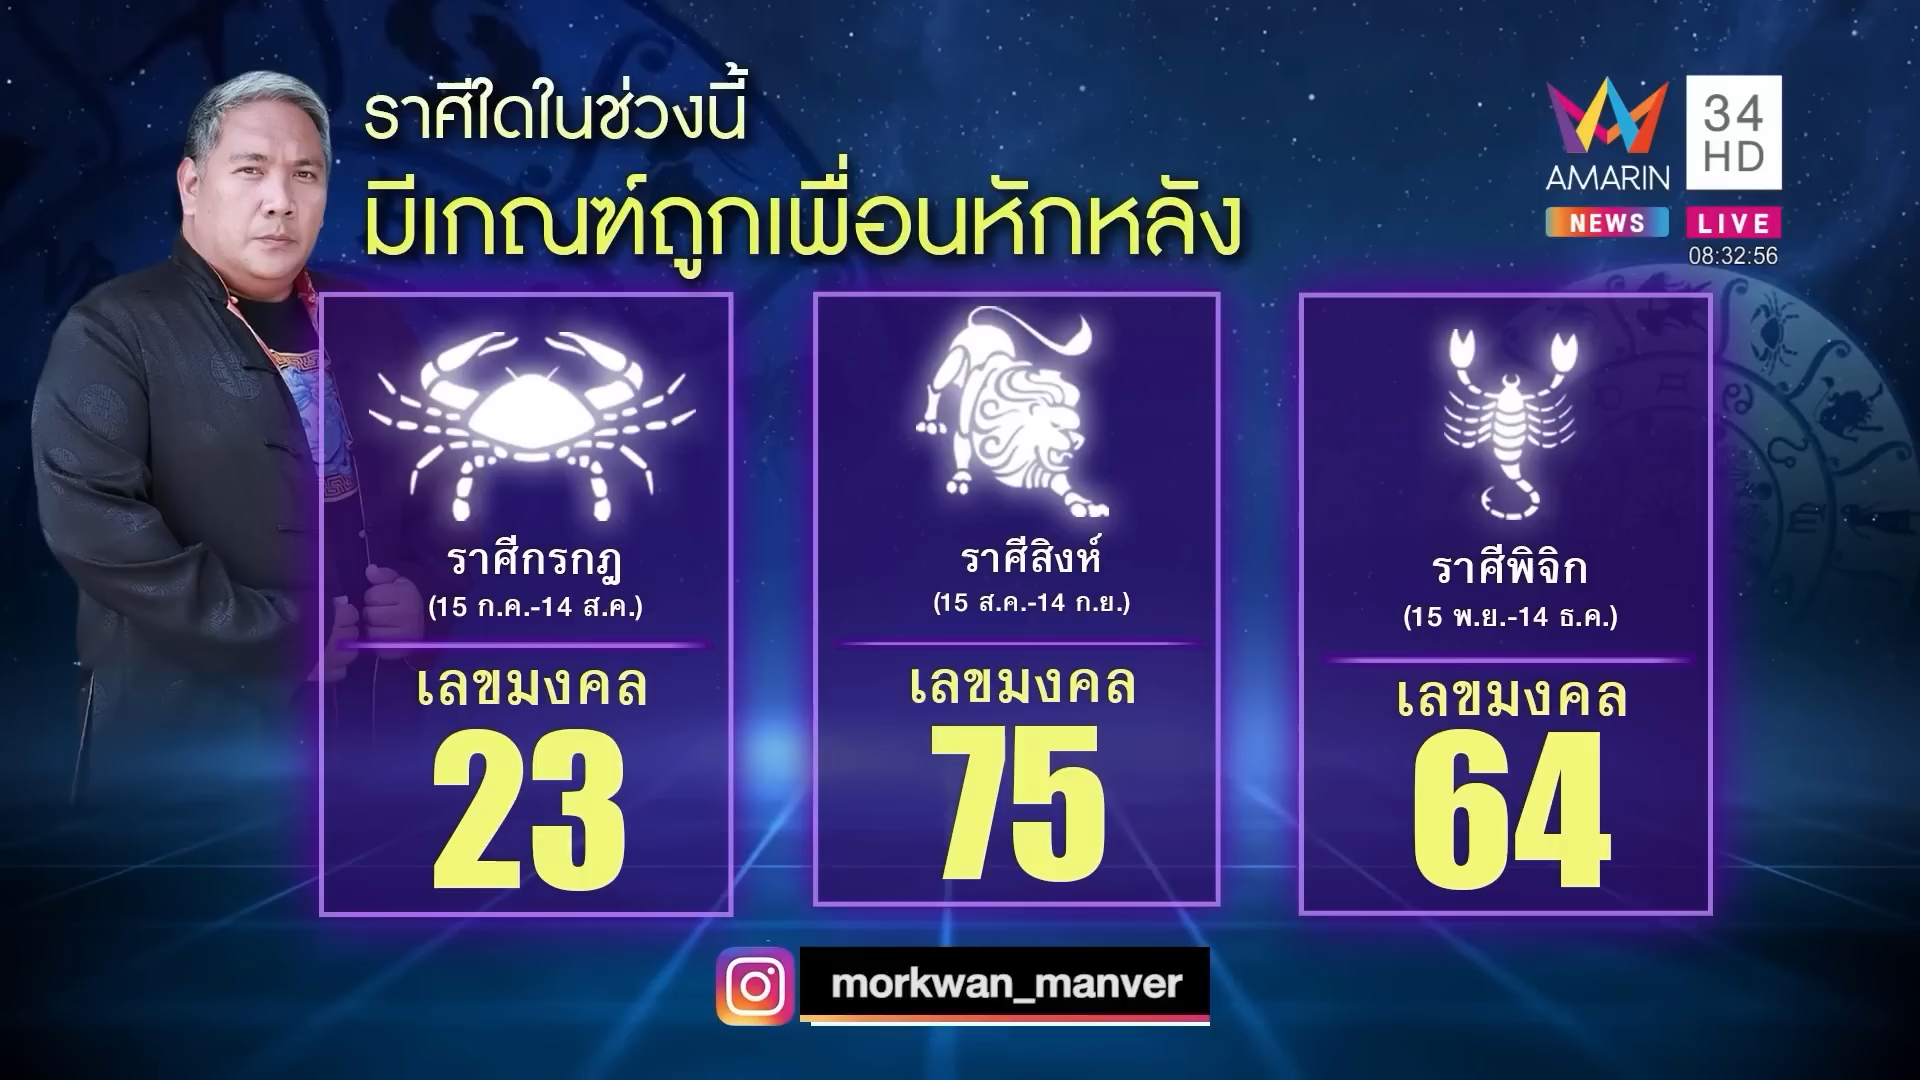 ราศีใดในช่วงนี้
มีเกณฑ์ถูกเพื่อนหักหลัง
AMARIN
NEWS
34
HD
LIVE
08:32:56
ราศีกรกฎ
(15 ก.ค.-14 ส.ค.)
เลขมงคล
23
ราศีสิงห์
(15 ส.ค.-14 ก.ย.)
เลขมงคล
75
ราศีพิจิก
(15 พ.ย.-14 ธ.ค.)
เลขมงคล
64
morkwan_manver